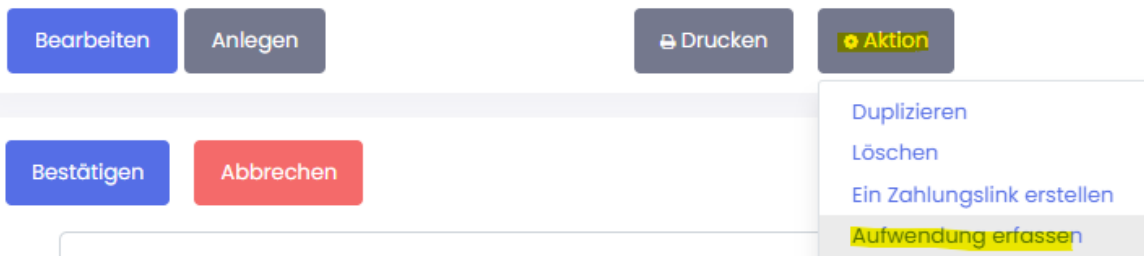 Bearbeiten Anlegen Drucken Aktion
Duplizieren
Löschen
Bestätigen Abbrechen
Ein Zahlungslink erstellen
Aufwendung erfassen